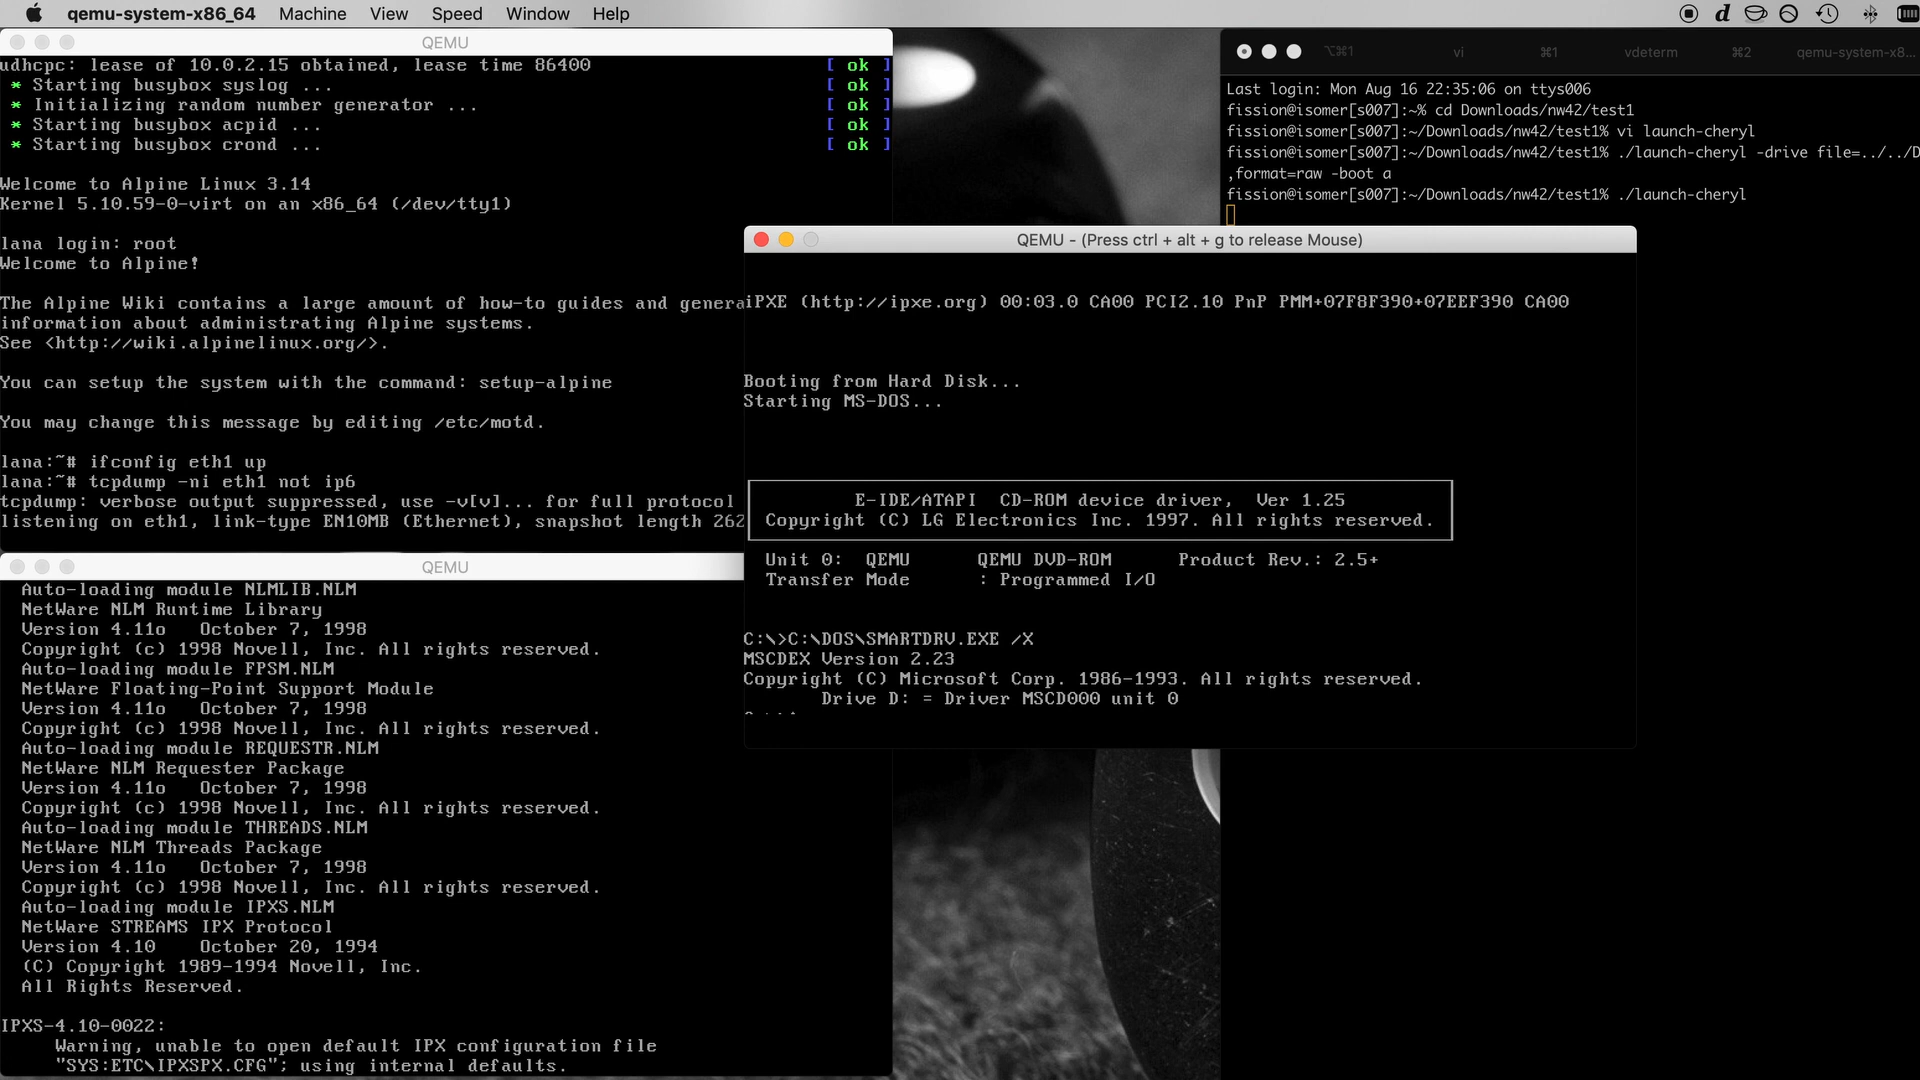 qemu-system-x86_64 Machine View Speed Window Help
QEMU
udhcpc: lease of 10.0.2.15 obtained, lease time 86400 [ ok ]
* Starting busybox syslog ... [ ok ]
* Initializing random number generator ... [ ok ]
* Starting busybox acpid ... [ ok ]
* Starting busybox crond ... [ ok ]
Welcome to Alpine Linux 3.14
Kernel 5.10.59-0-virt on an x86_64 (/dev/tty1)
lana login: root
Welcome to Alpine!
The Alpine Wiki contains a large amount of how-to guides and genera
information about administrating Alpine systems.
See <http://wiki.alpinelinux.org/>.
You can setup the system with the command: setup-alpine
You may change this message by editing /etc/motd.
lana:~# ifconfig eth1 up
lana:~# tcpdump -ni eth1 not ip6
tcpdump: verbose output suppressed, use -v[v]... for full protocol
listening on eth1, link-type EN10MB (Ethernet), snapshot length 262
⌥⌘1 vi ⌘1 vdeterm ⌘2 qemu-system-x8...
Last login: Mon Aug 16 22:35:06 on ttys006
fission@isomer[s007]:~% cd Downloads/nw42/test1
fission@isomer[s007]:~/Downloads/nw42/test1% vi launch-cheryl
fission@isomer[s007]:~/Downloads/nw42/test1% ./launch-cheryl -drive file=../../D
,format=raw -boot a
fission@isomer[s007]:~/Downloads/nw42/test1% ./launch-cheryl
QEMU - (Press ctrl + alt + g to release Mouse)
iPXE (http://ipxe.org) 00:03.0 CA00 PCI2.10 PnP PMM+07F8F390+07EEF390 CA00
Booting from Hard Disk...
Starting MS-DOS...
E-IDE/ATAPI CD-ROM device driver, Ver 1.25
Copyright (C) LG Electronics Inc. 1997. All rights reserved.
Unit 0: QEMU QEMU DVD-ROM Product Rev.: 2.5+
Transfer Mode : Programmed I/O
C:\>C:\DOS\SMARTDRV.EXE /X
MSCDEX Version 2.23
Copyright (C) Microsoft Corp. 1986-1993. All rights reserved.
Drive D: = Driver MSCD000 unit 0
QEMU
Auto-loading module NLMLIB.NLM
NetWare NLM Runtime Library
Version 4.11o October 7, 1998
Copyright (c) 1998 Novell, Inc. All rights reserved.
Auto-loading module FPSM.NLM
NetWare Floating-Point Support Module
Version 4.11o October 7, 1998
Copyright (c) 1998 Novell, Inc. All rights reserved.
Auto-loading module REQUESTR.NLM
NetWare NLM Requester Package
Version 4.11o October 7, 1998
Copyright (c) 1998 Novell, Inc. All rights reserved.
Auto-loading module THREADS.NLM
NetWare NLM Threads Package
Version 4.11o October 7, 1998
Copyright (c) 1998 Novell, Inc. All rights reserved.
Auto-loading module IPXS.NLM
NetWare STREAMS IPX Protocol
Version 4.10 October 20, 1994
(C) Copyright 1989-1994 Novell, Inc.
All Rights Reserved.
IPXS-4.10-0022:
Warning, unable to open default IPX configuration file
"SYS:ETC\IPXSPX.CFG"; using internal defaults.